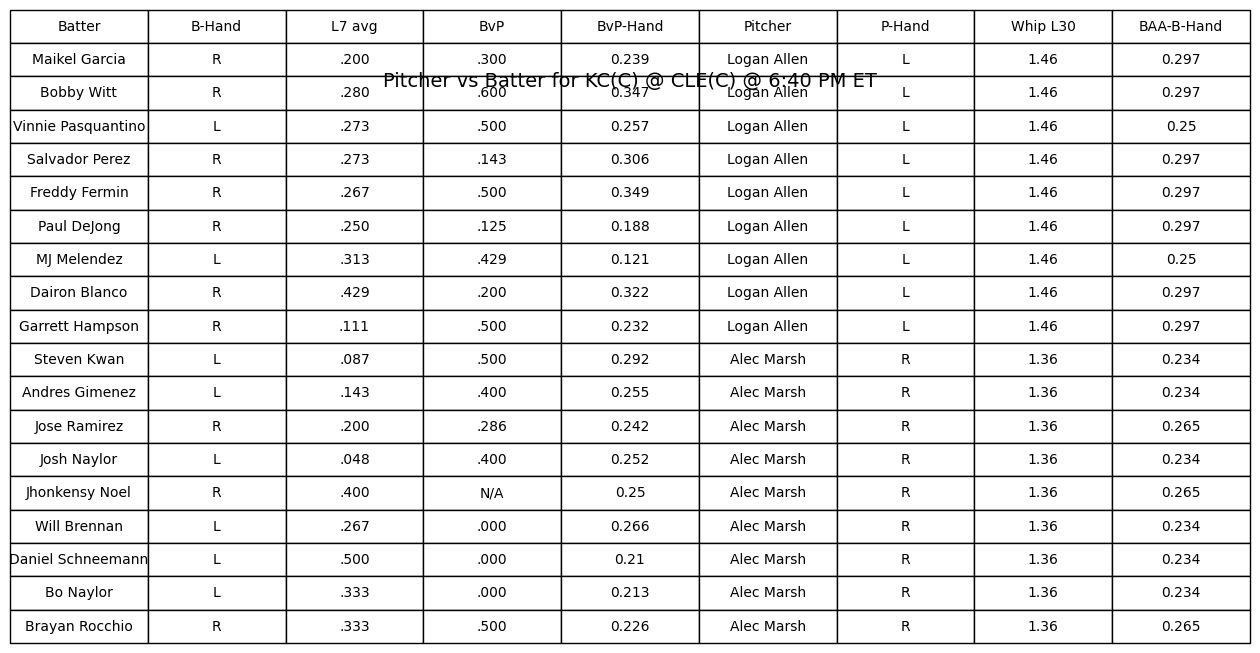 Batter B-Hand L7 avg BvP BvP-Hand Pitcher P-Hand Whip L30 BAA-B-Hand
Maikel Garcia R .200 .300 0.239 Logan Allen L 1.46 0.297
Pitcher vs Batter for KC(C) @ CLE(C) @ 6:40 PM ET
Bobby Witt R .280 .600 0.347 Logan Allen L 1.46 0.297
Vinnie Pasquantino L .273 .500 0.257 Logan Allen L 1.46 0.25
Salvador Perez R .273 .143 0.306 Logan Allen L 1.46 0.297
Freddy Fermin R .267 .500 0.349 Logan Allen L 1.46 0.297
Paul DeJong R .250 .125 0.188 Logan Allen L 1.46 0.297
MJ Melendez L .313 .429 0.121 Logan Allen L 1.46 0.25
Dairon Blanco R .429 .200 0.322 Logan Allen L 1.46 0.297
Garrett Hampson R .111 .500 0.232 Logan Allen L 1.46 0.297
Steven Kwan L .087 .500 0.292 Alec Marsh R 1.36 0.234
Andres Gimenez L .143 .400 0.255 Alec Marsh R 1.36 0.234
Jose Ramirez R .200 .286 0.242 Alec Marsh R 1.36 0.265
Josh Naylor L .048 .400 0.252 Alec Marsh R 1.36 0.234
Jhonkensy Noel R .400 N/A 0.25 Alec Marsh R 1.36 0.265
Will Brennan L .267 .000 0.266 Alec Marsh R 1.36 0.234
Daniel Schneemann L .500 .000 0.21 Alec Marsh R 1.36 0.234
Bo Naylor L .333 .000 0.213 Alec Marsh R 1.36 0.234
Brayan Rocchio R .333 .500 0.226 Alec Marsh R 1.36 0.265